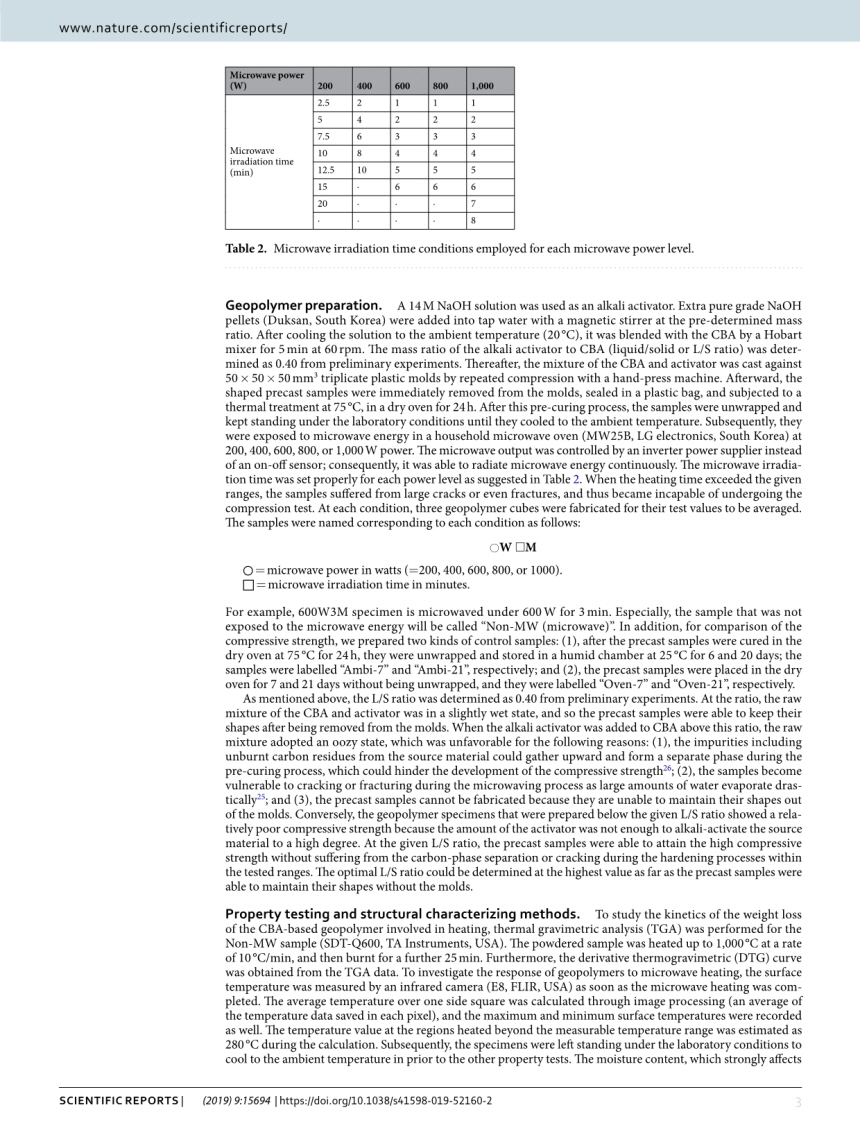 www.nature.com/scientificreports/
Microwave power (W) 200 400 600 800 1,000
Microwave irradiation time (min)
2.5 2 1 1 1
5 4 2 2 2
7.5 6 3 3 3
10 8 4 4 4
12.5 10 5 5 5
15 · 6 6 6
20 · · · 7
· · · · 8
Table 2. Microwave irradiation time conditions employed for each microwave power level.
Geopolymer preparation. A 14 M NaOH solution was used as an alkali activator. Extra pure grade NaOH
pellets (Duksan, South Korea) were added into tap water with a magnetic stirrer at the pre-determined mass
ratio. After cooling the solution to the ambient temperature (20 °C), it was blended with the CBA by a Hobart
mixer for 5 min at 60 rpm. The mass ratio of the alkali activator to CBA (liquid/solid or L/S ratio) was deter-
mined as 0.40 from preliminary experiments. Thereafter, the mixture of the CBA and activator was cast against
50 × 50 × 50 mm³ triplicate plastic molds by repeated compression with a hand-press machine. Afterward, the
shaped precast samples were immediately removed from the molds, sealed in a plastic bag, and subjected to a
thermal treatment at 75 °C, in a dry oven for 24 h. After this pre-curing process, the samples were unwrapped and
kept standing under the laboratory conditions until they cooled to the ambient temperature. Subsequently, they
were exposed to microwave energy in a household microwave oven (MW25B, LG electronics, South Korea) at
200, 400, 600, 800, or 1,000 W power. The microwave output was controlled by an inverter power supplier instead
of an on-off sensor; consequently, it was able to radiate microwave energy continuously. The microwave irradia-
tion time was set properly for each power level as suggested in Table 2. When the heating time exceeded the given
ranges, the samples suffered from large cracks or even fractures, and thus became incapable of undergoing the
compression test. At each condition, three geopolymer cubes were fabricated for their test values to be averaged.
The samples were named corresponding to each condition as follows:
○W □M
○ = microwave power in watts (=200, 400, 600, 800, or 1000).
□ = microwave irradiation time in minutes.
For example, 600W3M specimen is microwaved under 600 W for 3 min. Especially, the sample that was not
exposed to the microwave energy will be called “Non-MW (microwave)”. In addition, for comparison of the
compressive strength, we prepared two kinds of control samples: (1), after the precast samples were cured in the
dry oven at 75 °C for 24 h, they were unwrapped and stored in a humid chamber at 25 °C for 6 and 20 days; the
samples were labelled “Ambi-7” and “Ambi-21”, respectively; and (2), the precast samples were placed in the dry
oven for 7 and 21 days without being unwrapped, and they were labelled “Oven-7” and “Oven-21”, respectively.
As mentioned above, the L/S ratio was determined as 0.40 from preliminary experiments. At the ratio, the raw
mixture of the CBA and activator was in a slightly wet state, and so the precast samples were able to keep their
shapes after being removed from the molds. When the alkali activator was added to CBA above this ratio, the raw
mixture adopted an oozy state, which was unfavorable for the following reasons: (1), the impurities including
unburnt carbon residues from the source material could gather upward and form a separate phase during the
pre-curing process, which could hinder the development of the compressive strength²⁶; (2), the samples become
vulnerable to cracking or fracturing during the microwaving process as large amounts of water evaporate dras-
tically²⁵; and (3), the precast samples cannot be fabricated because they are unable to maintain their shapes out
of the molds. Conversely, the geopolymer specimens that were prepared below the given L/S ratio showed a rela-
tively poor compressive strength because the amount of the activator was not enough to alkali-activate the source
material to a high degree. At the given L/S ratio, the precast samples were able to attain the high compressive
strength without suffering from the carbon-phase separation or cracking during the hardening processes within
the tested ranges. The optimal L/S ratio could be determined at the highest value as far as the precast samples were
able to maintain their shapes without the molds.
Property testing and structural characterizing methods. To study the kinetics of the weight loss
of the CBA-based geopolymer involved in heating, thermal gravimetric analysis (TGA) was performed for the
Non-MW sample (SDT-Q600, TA Instruments, USA). The powdered sample was heated up to 1,000 °C at a rate
of 10 °C/min, and then burnt for a further 25 min. Furthermore, the derivative thermogravimetric (DTG) curve
was obtained from the TGA data. To investigate the response of geopolymers to microwave heating, the surface
temperature was measured by an infrared camera (E8, FLIR, USA) as soon as the microwave heating was com-
pleted. The average temperature over one side square was calculated through image processing (an average of
the temperature data saved in each pixel), and the maximum and minimum surface temperatures were recorded
as well. The temperature value at the regions heated beyond the measurable temperature range was estimated as
280 °C during the calculation. Subsequently, the specimens were left standing under the laboratory conditions to
cool to the ambient temperature in prior to the other property tests. The moisture content, which strongly affects
SCIENTIFIC REPORTS | (2019) 9:15694 | https://doi.org/10.1038/s41598-019-52160-2 3